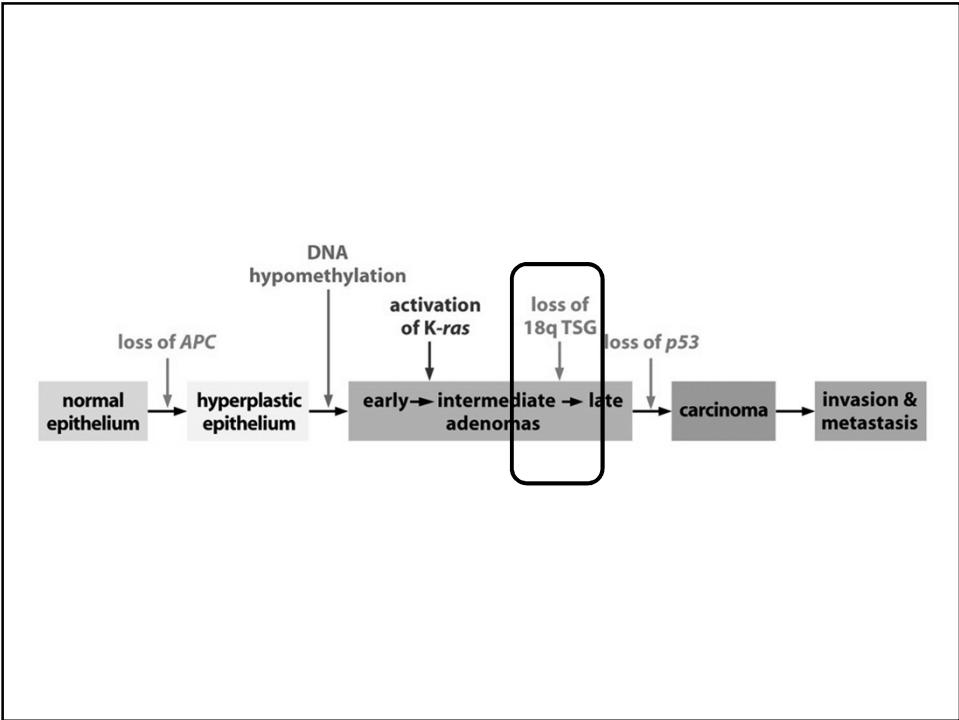 DNA
hypomethylation
activation
of K-ras
loss of
18q TSG
loss of APC
loss of p53
normal
epithelium
hyperplastic
epithelium
early → intermediate → late
adenomas
carcinoma
invasion &
metastasis